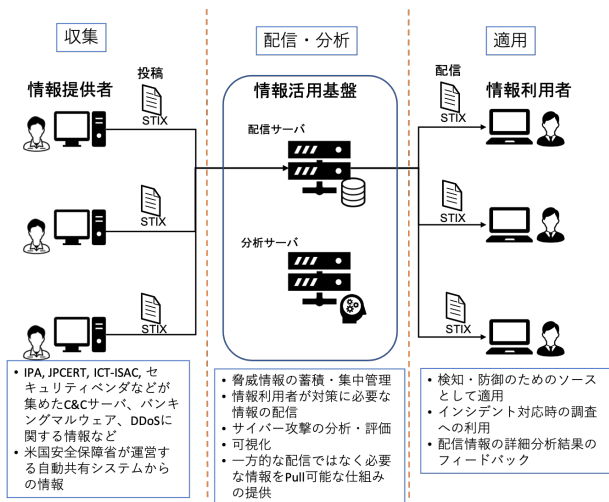 収集
配信・分析
適用
情報提供者
投稿
STIX
STIX
STIX
情報活用基盤
配信サーバ
分析サーバ
配信
情報利用者
STIX
STIX
STIX
• IPA, JPCERT, ICT-ISAC, セ
キュリティベンダなどが
集めたC&Cサーバ、バンキ
ングマルウェア、DDoSに
関する情報など
• 米国安全保障省が運営す
る自動共有システムから
の情報
• 脅威情報の蓄積・集中管理
• 情報利用者が対策に必要な
情報の配信
• サイバー攻撃の分析・評価
• 可視化
• 一方的な配信ではなく必要
な情報をPull可能な仕組み
の提供
• 検知・防御のためのソース
として適用
• インシデント対応時の調査
への利用
• 配信情報の詳細分析結果の
フィードバック